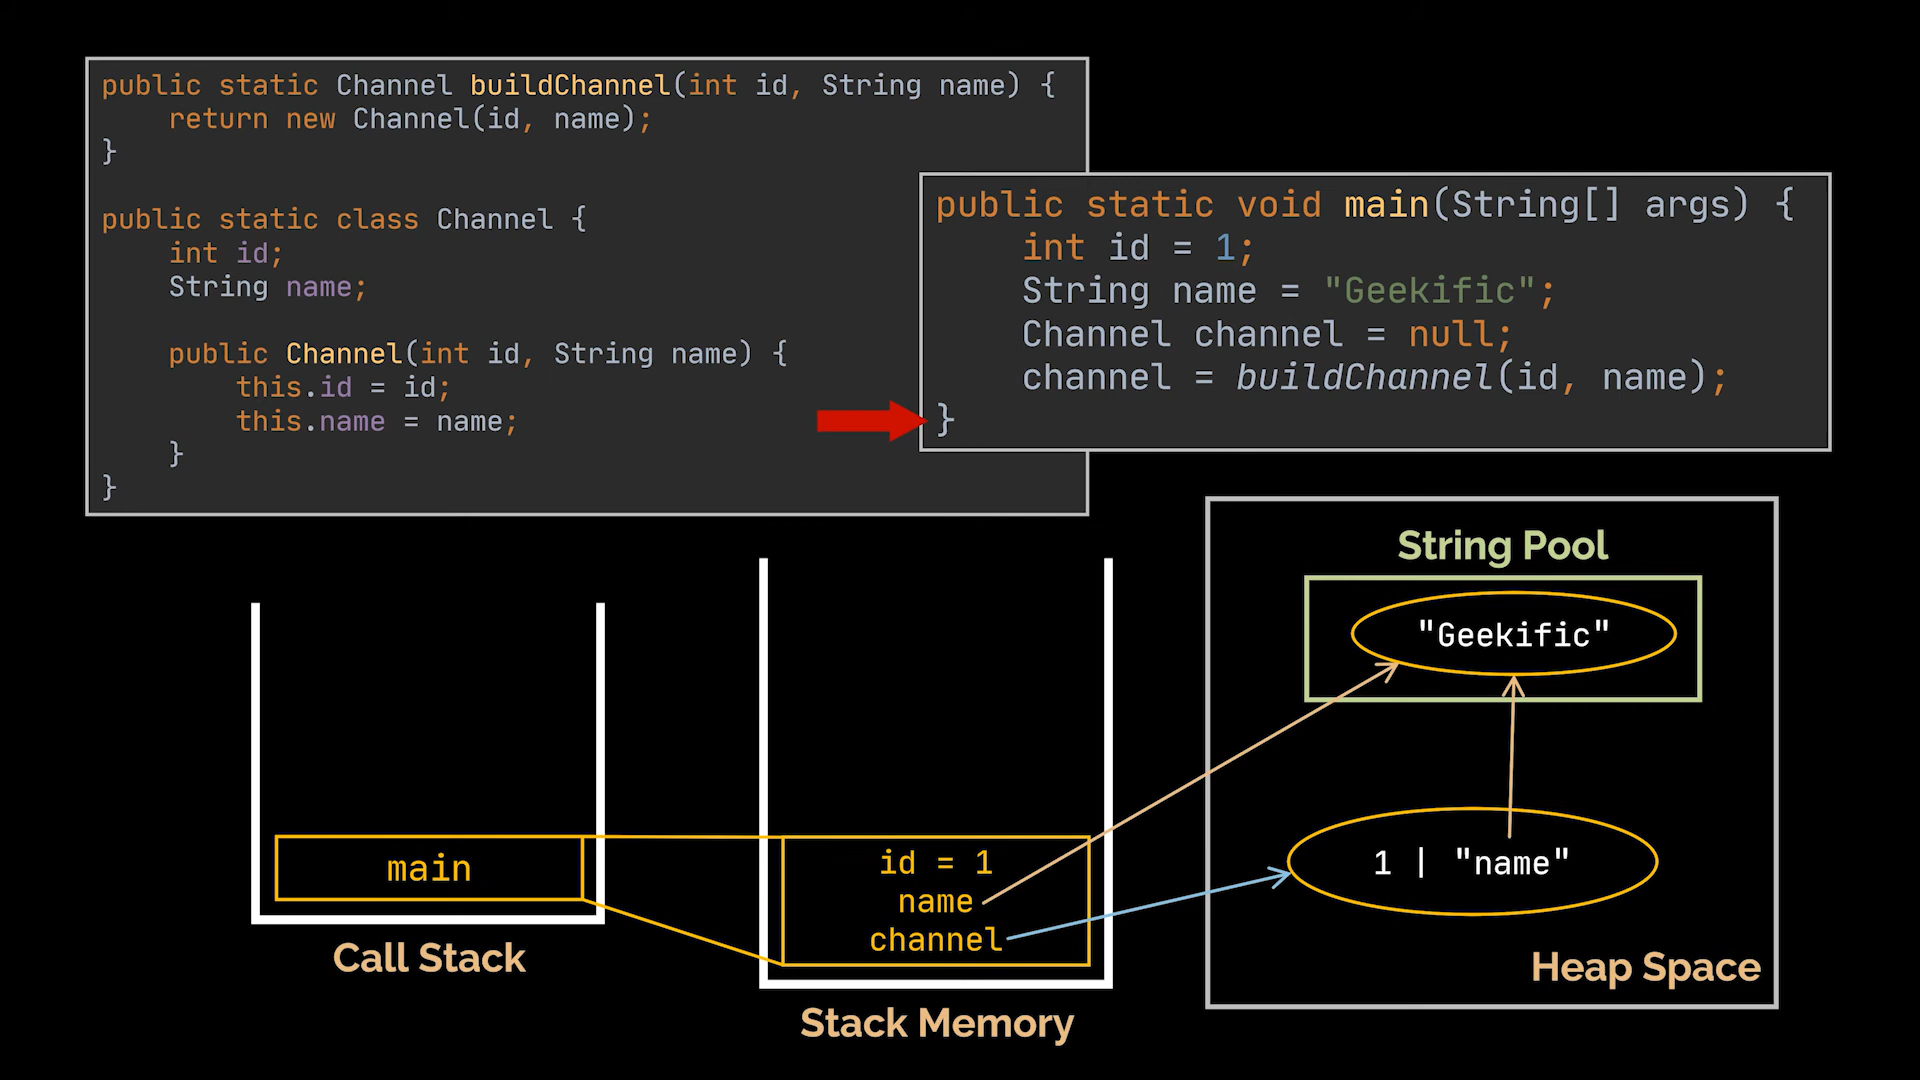 public static Channel buildChannel(int id, String name) {
    return new Channel(id, name);
}
public static class Channel {
    int id;
    String name;
    public Channel(int id, String name) {
        this.id = id;
        this.name = name;
    }
}
public static void main(String[] args) {
    int id = 1;
    String name = "Geekific";
    Channel channel = null;
    channel = buildChannel(id, name);
}
main
Call Stack
id = 1
name
channel
Stack Memory
String Pool
"Geekific"
1 | "name"
Heap Space